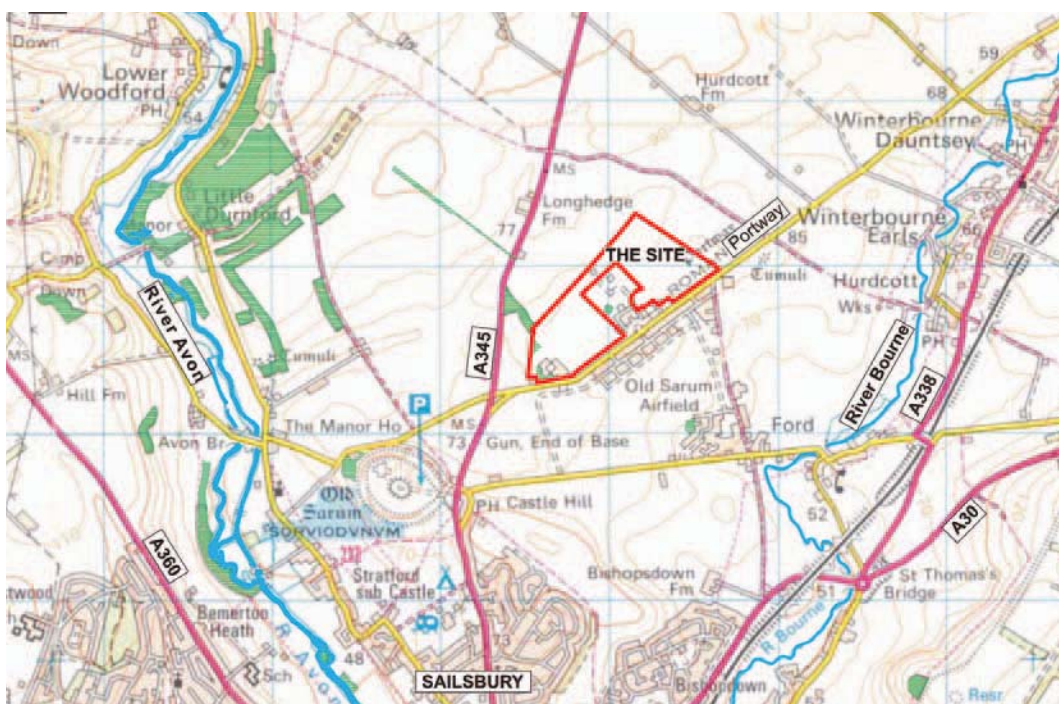 Down
Lower
Woodford
PH
54
Little
Durnford
Camp
Down
MS
Hill Fm
River Avon
Tumuli
Avon Br
The Manor Ho
P
MS
73
Gun, End of Base
Old
Sarum
SORVIODVNVM
PH
Castle Hill
A360
Stratford
sub Castle
Bemerton
Heath
R Avon
48
Sch
73
SAILSBURY
A345
77
MS
Longhedge
Fm
Hurdcott
Fm
THE SITE
ROMAN
Portway
85
Tumuli
Old Sarum
Airfield
59
68
Winterbourne
Dauntsey
PH
Winterbourne
Earls
66
Hurdcott
Wks
PH
River Bourne
A338
Ford
52
A30
Bishopsdown
Fm
51
St Thomas's
Bridge
R Bourne
Bishopdown
53
Resr